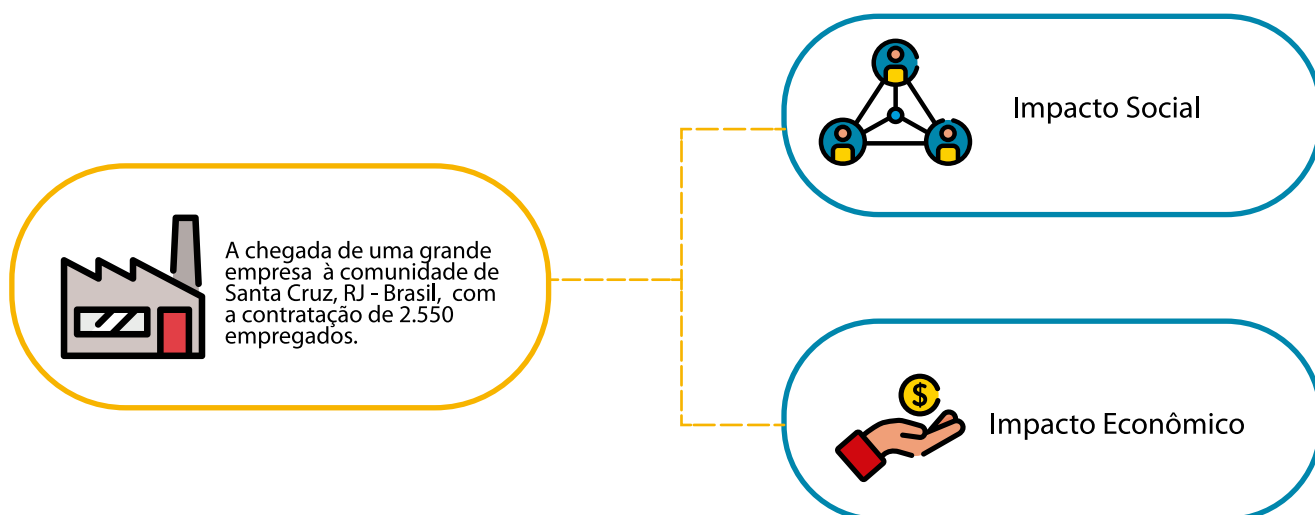 A chegada de uma grande
empresa à comunidade de
Santa Cruz, RJ - Brasil, com
a contratação de 2.550
empregados.
Impacto Social
$
Impacto Econômico